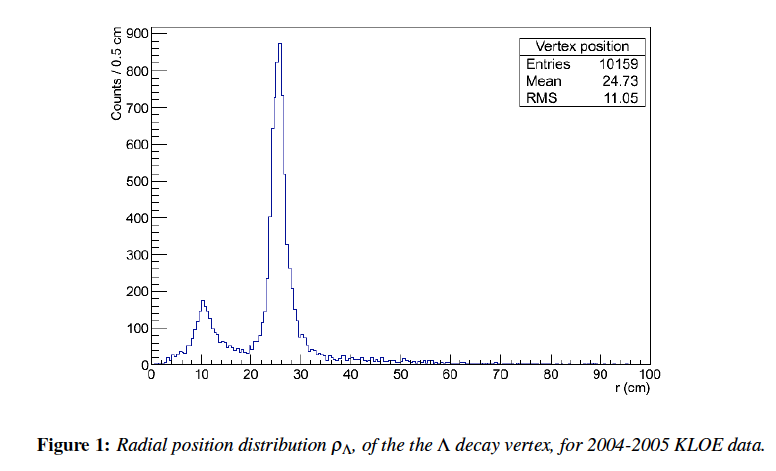 Counts / 0.5 cm
900
800
700
600
500
400
300
200
100
0
Vertex position
Entries 10159
Mean 24.73
RMS 11.05
0 10 20 30 40 50 60 70 80 90 100
r (cm)
Figure 1: Radial position distribution ρΛ, of the the Λ decay vertex, for 2004-2005 KLOE data.